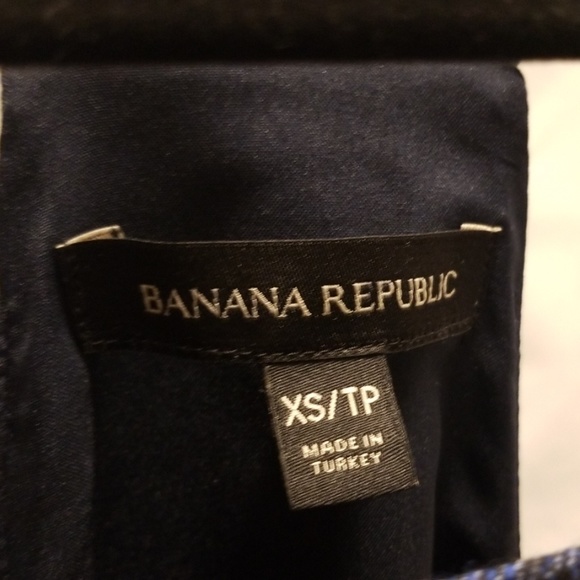 BANANA REPUBLIC
XS/TP
MADE IN
TURKEY